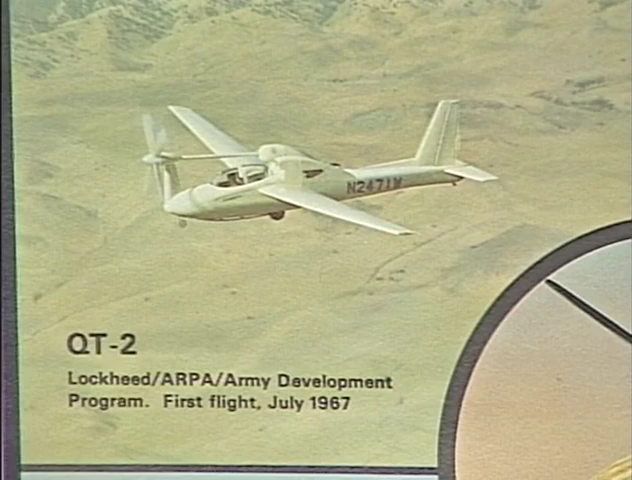 N2471W
QT-2
Lockheed/ARPA/Army Development
Program. First flight, July 1967